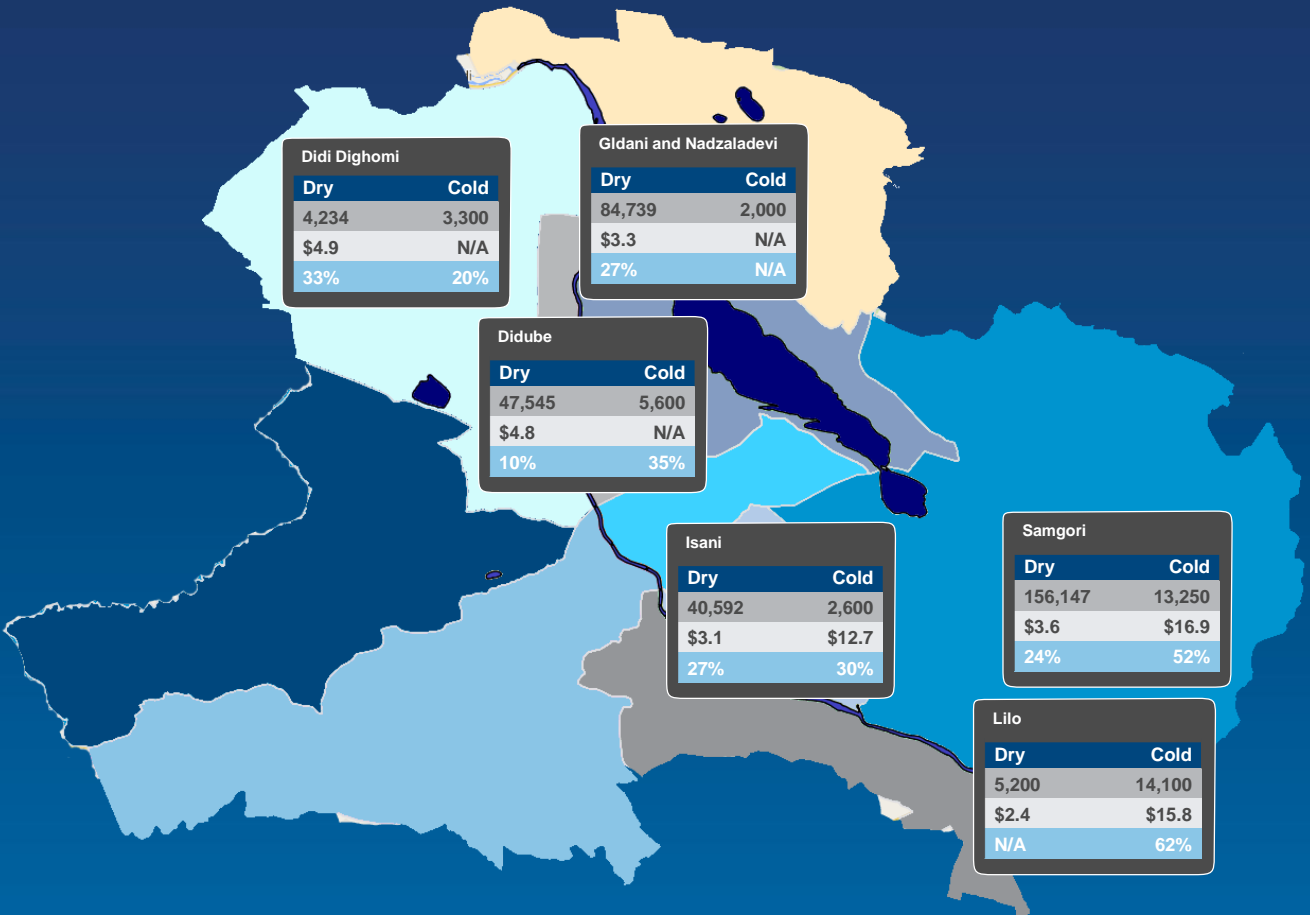 Didi Dighomi
Dry Cold
4,234 3,300
$4.9 N/A
33% 20%
Gldani and Nadzaladevi
Dry Cold
84,739 2,000
$3.3 N/A
27% N/A
Didube
Dry Cold
47,545 5,600
$4.8 N/A
10% 35%
Isani
Dry Cold
40,592 2,600
$3.1 $12.7
27% 30%
Samgori
Dry Cold
156,147 13,250
$3.6 $16.9
24% 52%
Lilo
Dry Cold
5,200 14,100
$2.4 $15.8
N/A 62%